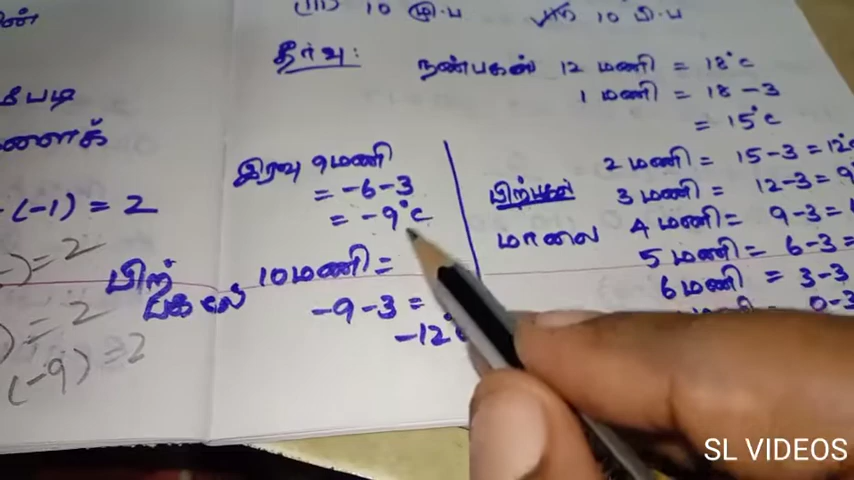 (iii) 10 மு.ப (iv) 10 பி.ப
தீர்வு:
நண்பகல் 12 மணி = 18°C
1 மணி = 18 - 3
= 15°C
2 மணி = 15-3 = 12°
பிற்பகல் 3 மணி = 12-3 = 9
மாலை 4 மணி = 9-3 =
5 மணி = 6-3 =
6 மணி = 3-3
0-3
இரவு 9 மணி
= -6-3
= -9°C
பிற் பகல் 10 மணி =
-9-3 =
-12°
(-1) = 2
= 2
= 2
(-9) = 2
SL VIDEOS